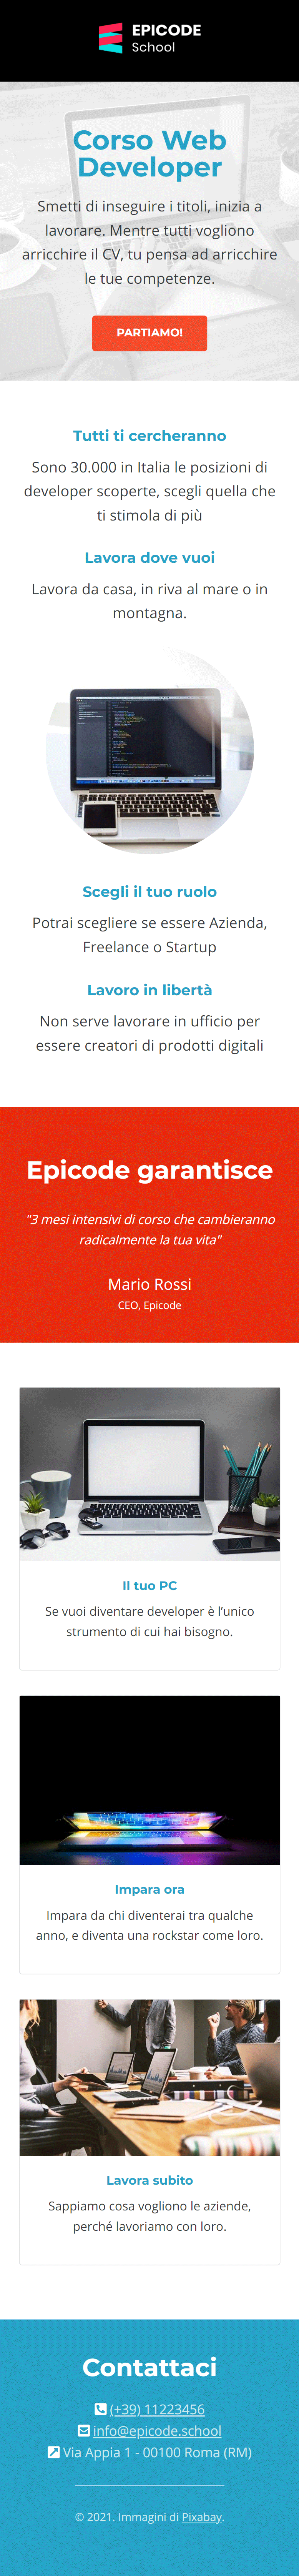 EPICODE
School
Corso Web
Developer
Smetti di inseguire i titoli, inizia a
lavorare. Mentre tutti vogliono
arricchire il CV, tu pensa ad arricchire
le tue competenze.
PARTIAMO!
Tutti ti cercheranno
Sono 30.000 in Italia le posizioni di
developer scoperte, scegli quella che
ti stimola di più
Lavora dove vuoi
Lavora da casa, in riva al mare o in
montagna.
Scegli il tuo ruolo
Potrai scegliere se essere Azienda,
Freelance o Startup
Lavoro in libertà
Non serve lavorare in ufficio per
essere creatori di prodotti digitali
Epicode garantisce
"3 mesi intensivi di corso che cambieranno
radicalmente la tua vita"
Mario Rossi
CEO, Epicode
Il tuo PC
Se vuoi diventare developer è l'unico
strumento di cui hai bisogno.
Impara ora
Impara da chi diventerai tra qualche
anno, e diventa una rockstar come loro.
Lavora subito
Sappiamo cosa vogliono le aziende,
perché lavoriamo con loro.
Contattaci
(+39) 11223456
info@epicode.school
Via Appia 1 - 00100 Roma (RM)
© 2021. Immagini di Pixabay.